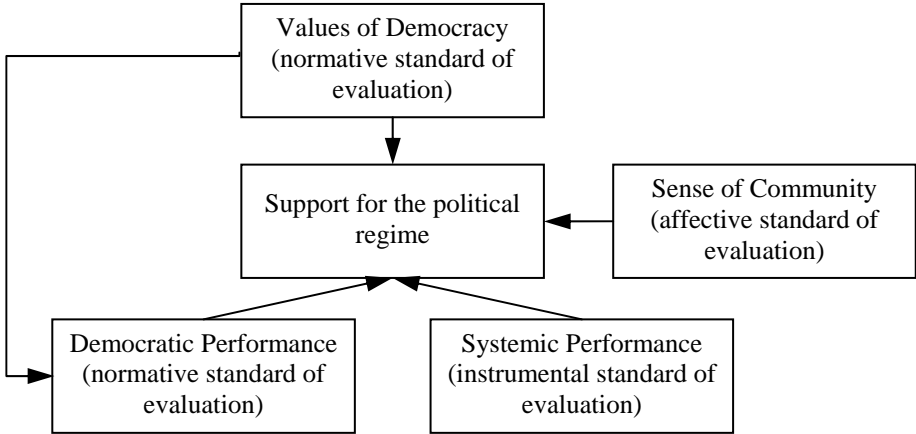 Values of Democracy
(normative standard of
evaluation)
Support for the political
regime
Sense of Community
(affective standard of
evaluation)
Democratic Performance
(normative standard of
evaluation)
Systemic Performance
(instrumental standard of
evaluation)